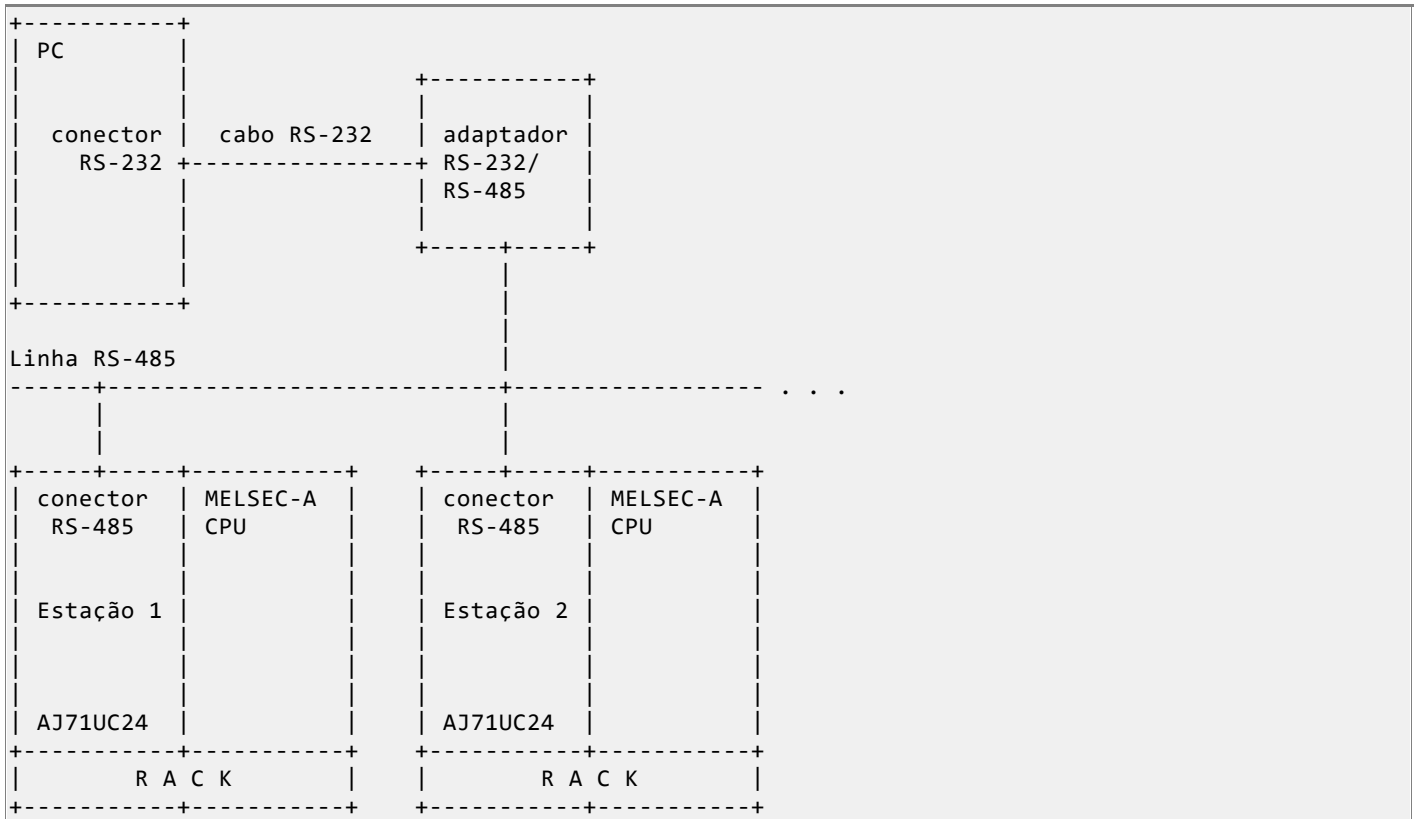 PC
conector cabo RS-232 adaptador
RS-232 RS-232/
RS-485
Linha RS-485
. . .
conector MELSEC-A conector MELSEC-A
RS-485 CPU RS-485 CPU
Estação 1 Estação 2
AJ71UC24 AJ71UC24
R A C K R A C K